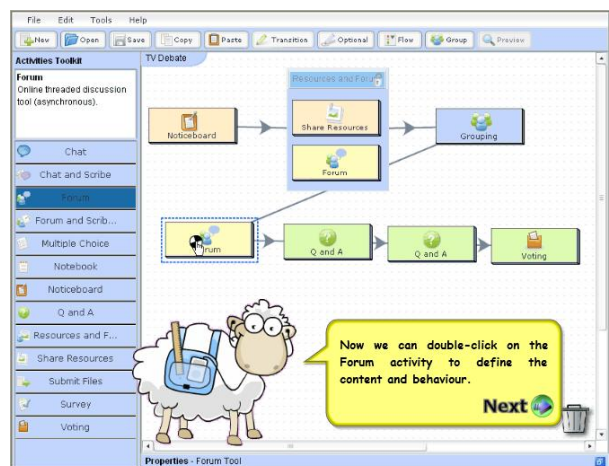 File Edit Tools Help
New Open Save Copy Paste Transition Optional Flow Group Preview
Activities Toolkit
TV Debate
Forum
Online threaded discussion
tool (asynchronous).
Resources and Forum
Noticeboard
Share Resources
Grouping
Forum
Chat
Chat and Scribe
Forum
Forum and Scrib...
Multiple Choice
Notebook
Noticeboard
Q and A
Resources and F...
Share Resources
Submit Files
Survey
Voting
rum
Q and A
Q and A
Voting
Now we can double-click on the
Forum activity to define the
content and behaviour.
Next
Properties - Forum Tool